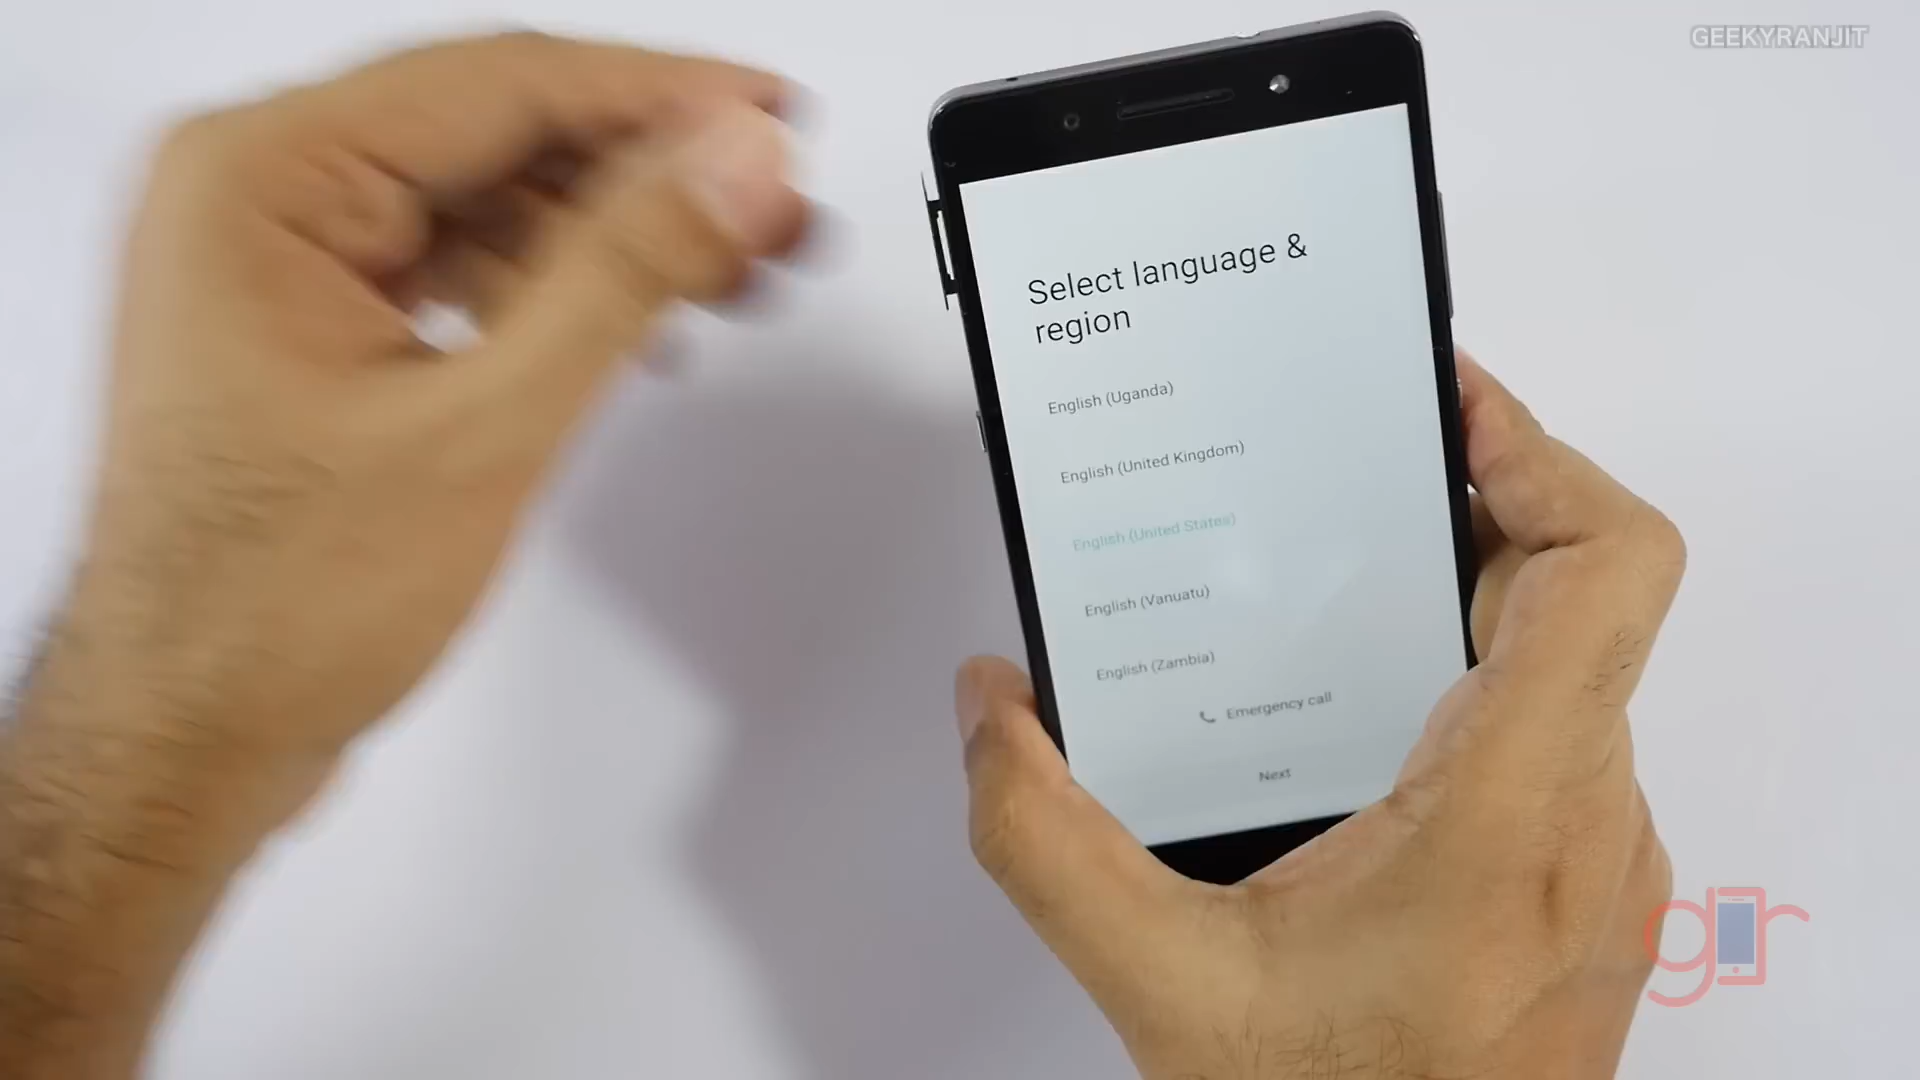 GEEKYRANJIT
Select language &
region
English (Uganda)
English (United Kingdom)
English (United States)
English (Vanuatu)
English (Zambia)
Emergency call
Next
gr